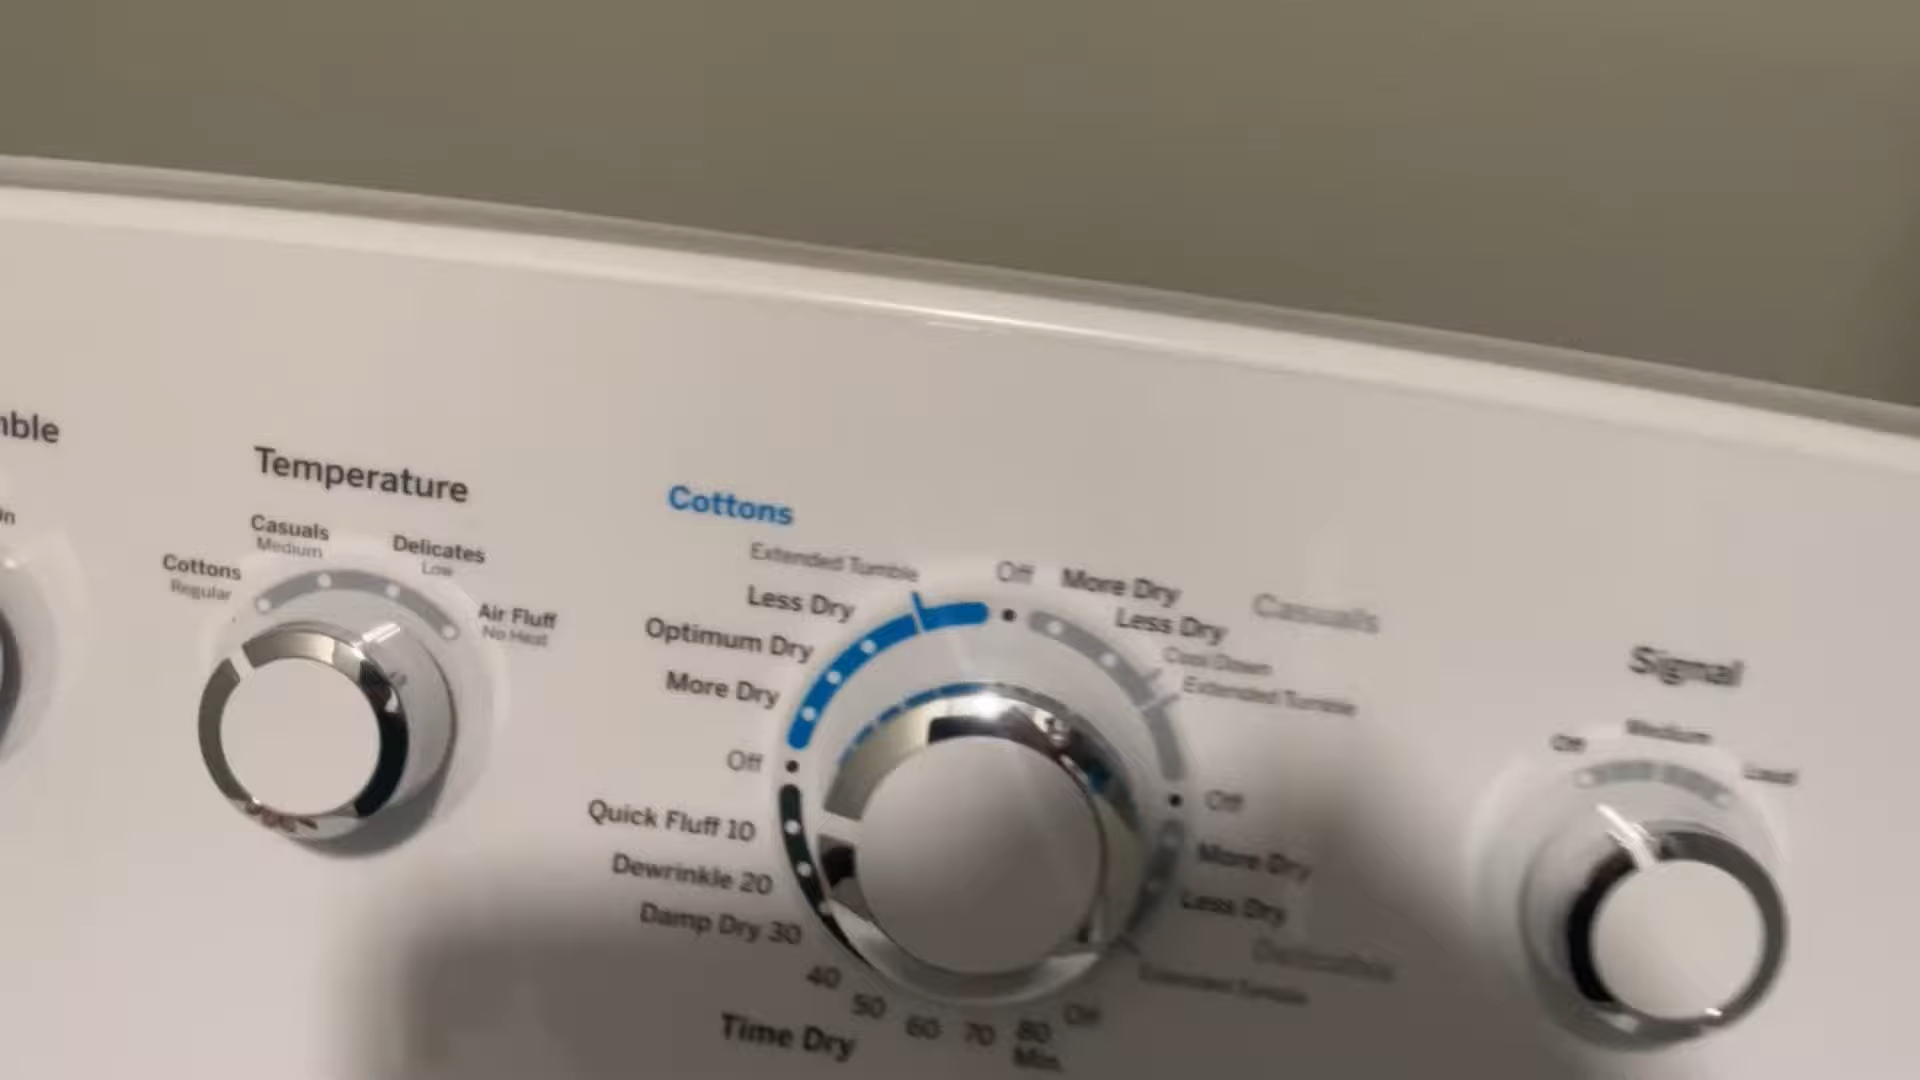 Temperature
Cottons
Regular
Casuals
Medium
Delicates
Low
Air Fluff
No Heat
Cottons
Extended Tumble
Less Dry
Optimum Dry
More Dry
Off
Quick Fluff 10
Dewrinkle 20
Damp Dry 30
40
50
60
70
80
Min.
Off
Time Dry
Off
More Dry
Less Dry
Cool Down
Extended Tumble
Casuals
Off
More Dry
Less Dry
Delicates
Extended Tumble
Signal
Off
Medium
Loud